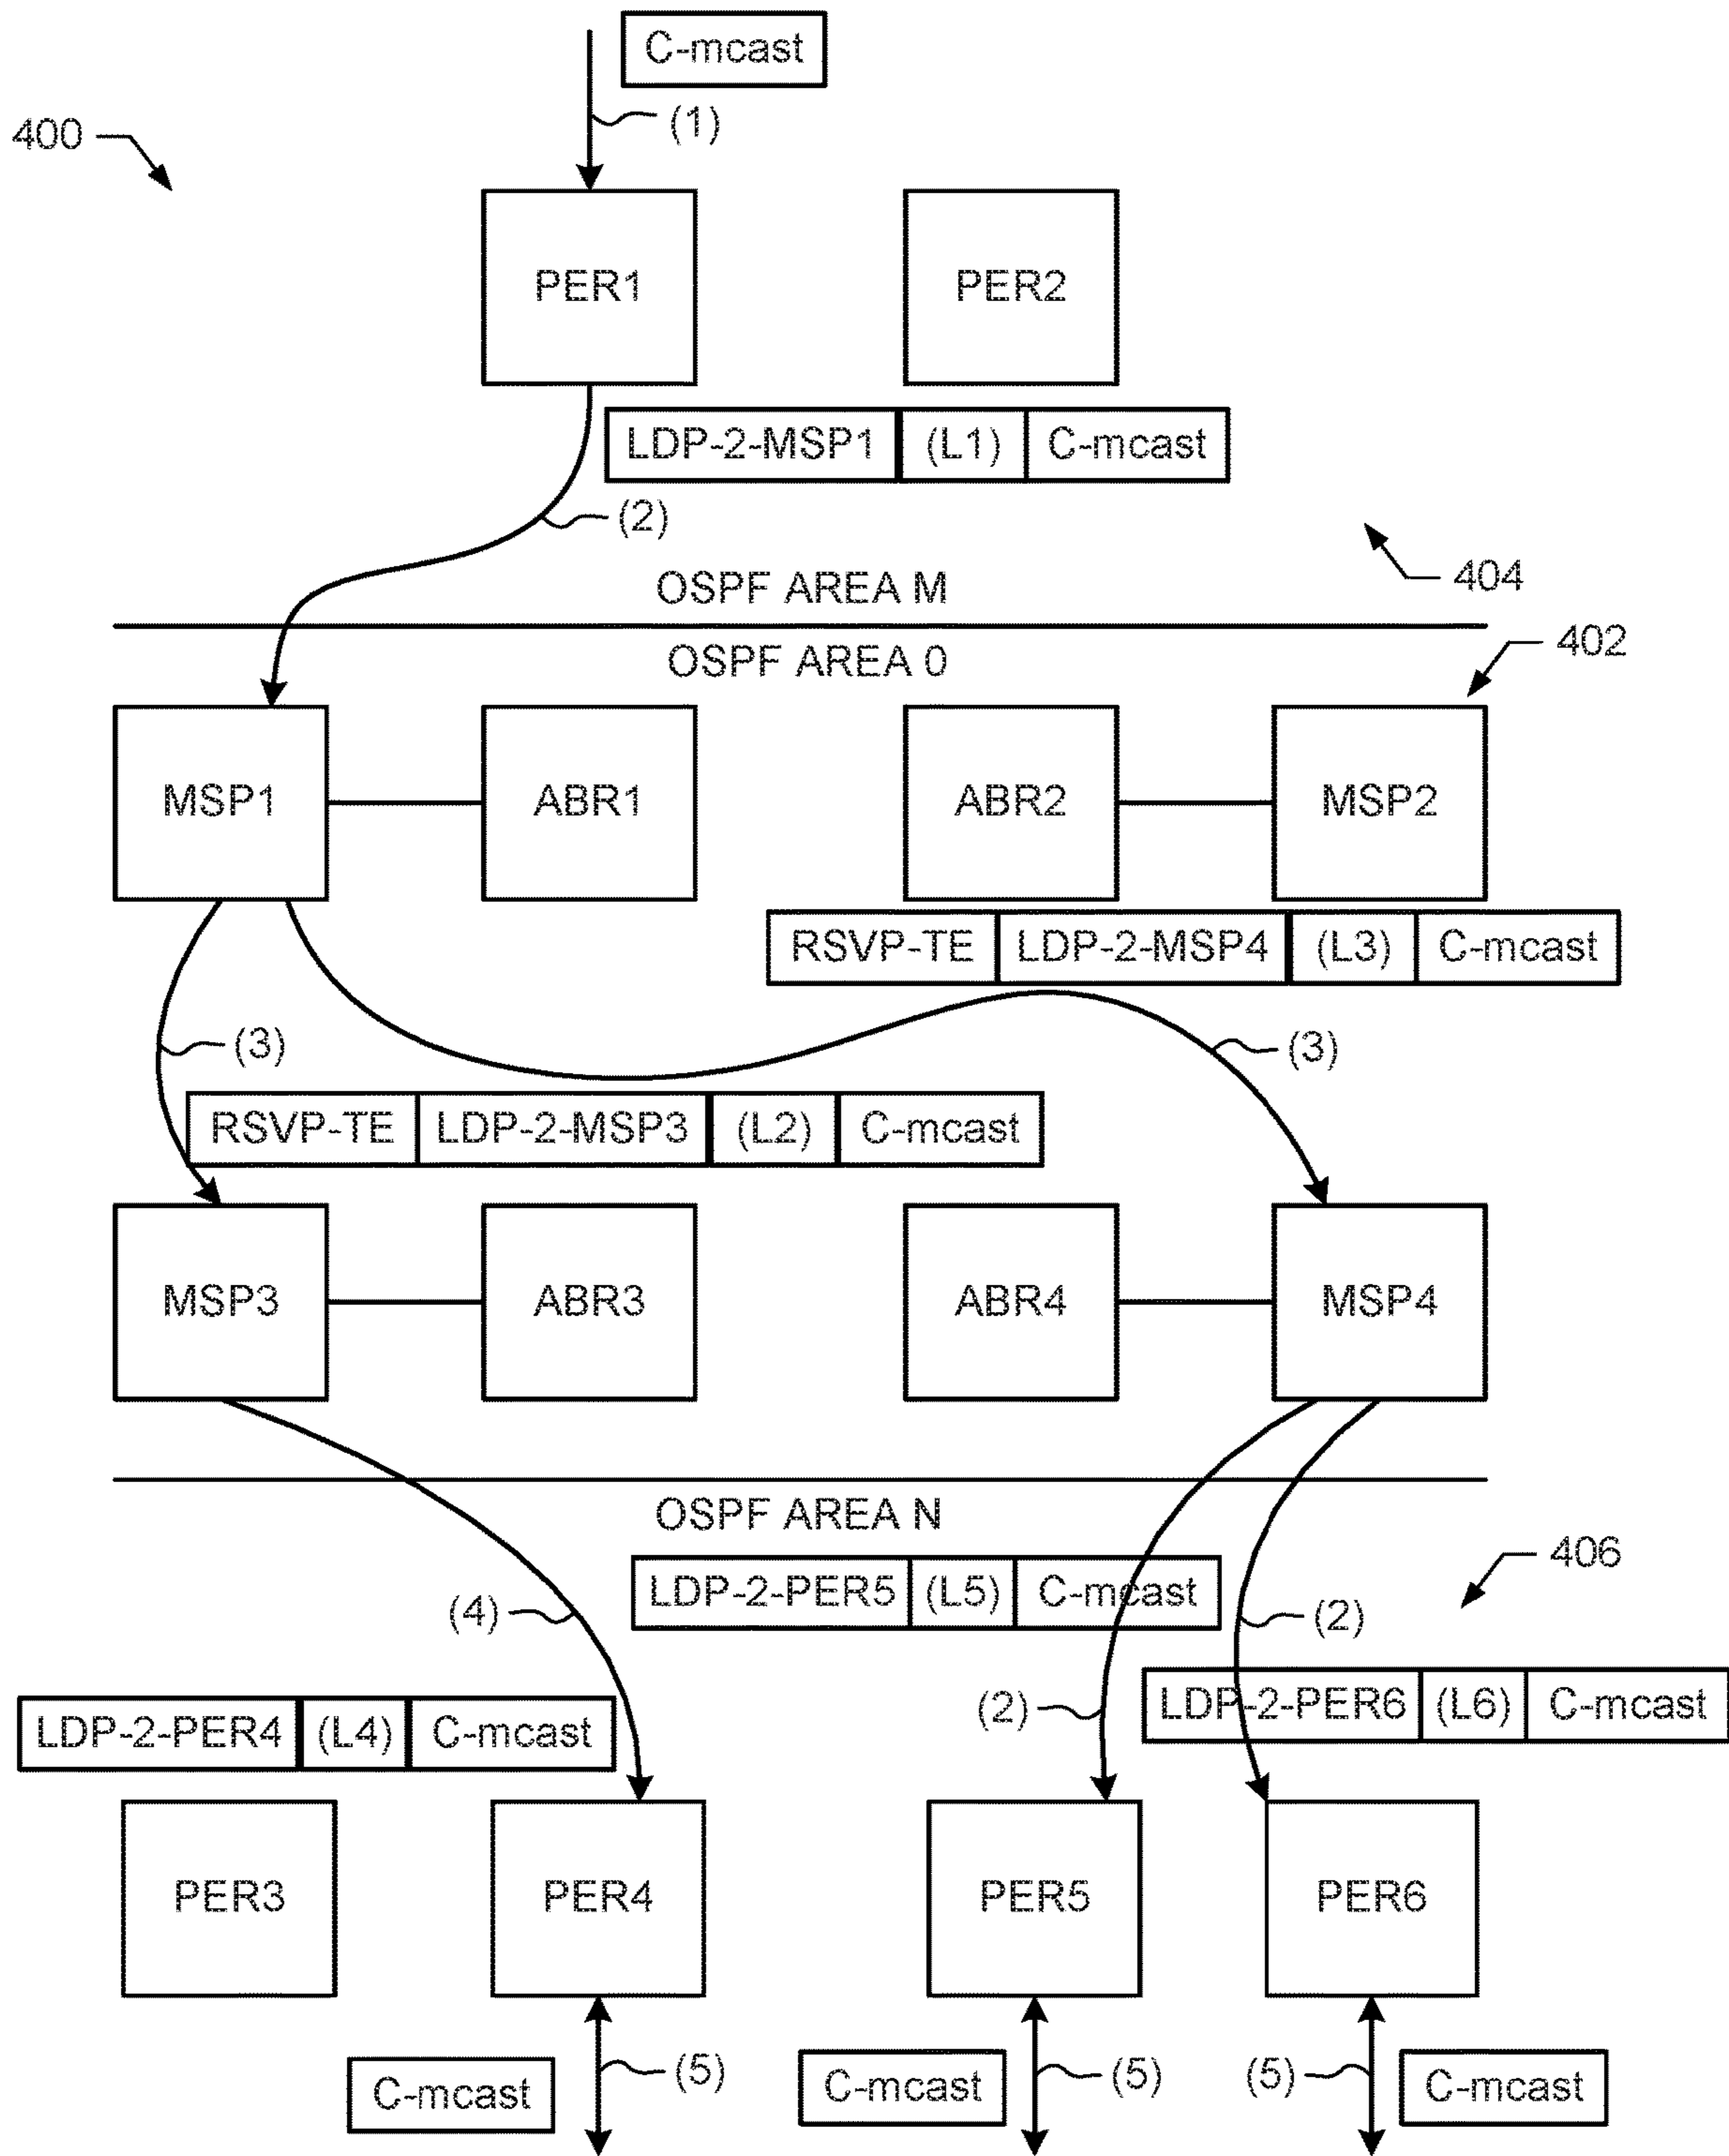 C-mcast
(1)
400
PER1 PER2
LDP-2-MSP1 (L1) C-mcast
(2)
OSPF AREA M
404
OSPF AREA 0
402
MSP1 ABR1 ABR2 MSP2
RSVP-TE LDP-2-MSP4 (L3) C-mcast
(3) (3)
RSVP-TE LDP-2-MSP3 (L2) C-mcast
MSP3 ABR3 ABR4 MSP4
OSPF AREA N
406
LDP-2-PER5 (L5) C-mcast
(4) (2)
(2)
LDP-2-PER6 (L6) C-mcast
LDP-2-PER4 (L4) C-mcast
PER3 PER4 PER5 PER6
C-mcast (5) C-mcast (5) (5) C-mcast